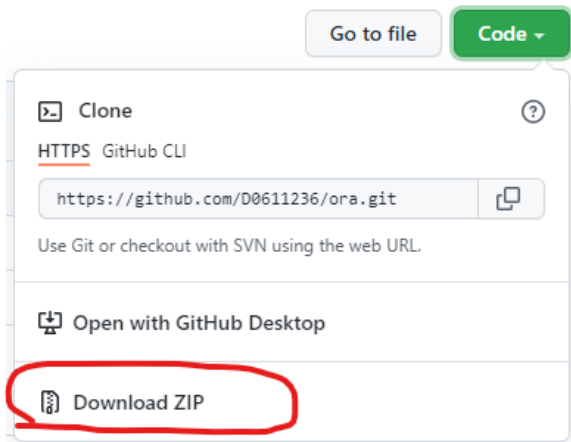 Go to file Code
Clone
HTTPS GitHub CLI
https://github.com/D0611236/ora.git
Use Git or checkout with SVN using the web URL.
Open with GitHub Desktop
Download ZIP